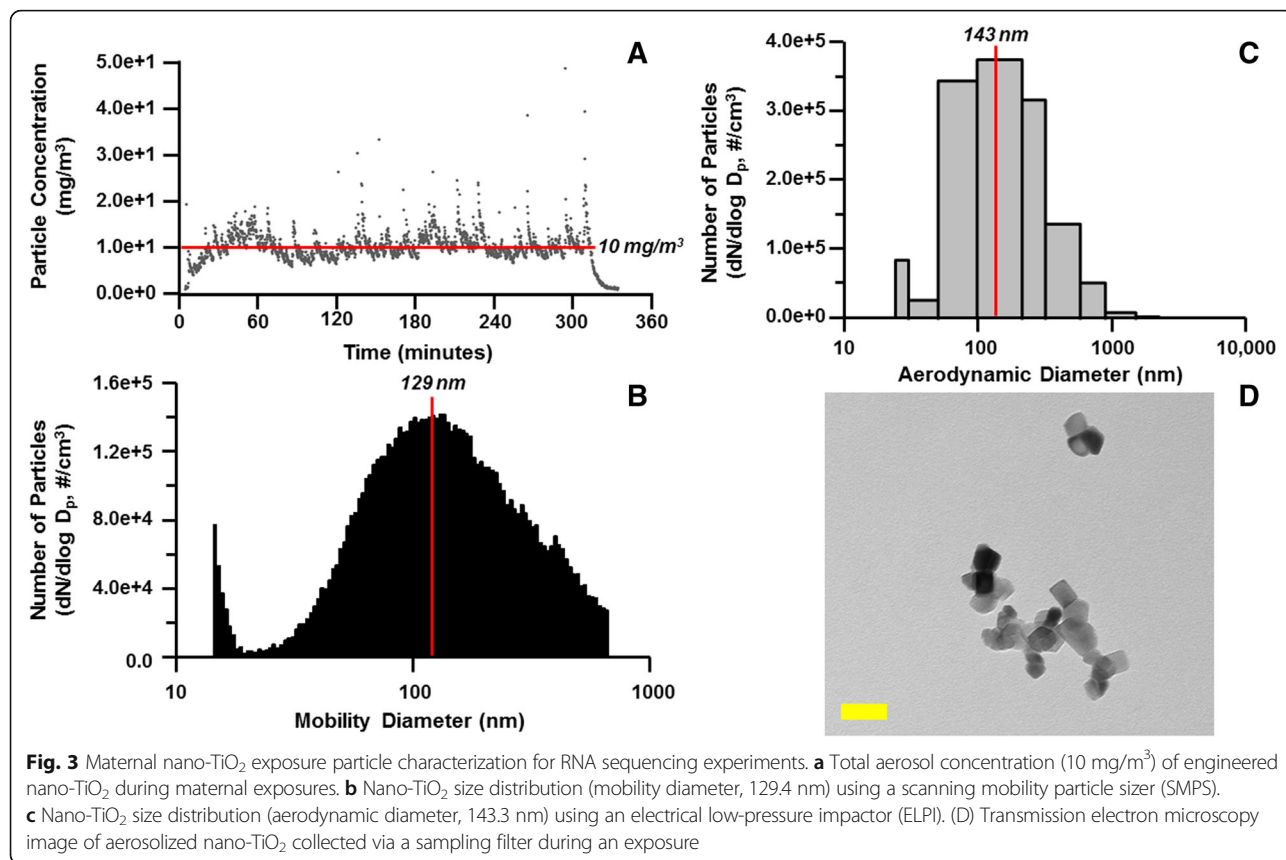 A
5.0e+1
4.0e+1
3.0e+1
2.0e+1
1.0e+1
0.0e+0
Particle Concentration
(mg/m³)
10 mg/m³
0 60 120 180 240 300 360
Time (minutes)
143 nm
C
4.0e+5
3.0e+5
2.0e+5
1.0e+5
0.0e+0
Number of Particles
(dN/dlog Dₚ, #/cm³)
10 100 1000 10,000
Aerodynamic Diameter (nm)
129 nm
B
1.6e+5
1.2e+5
8.0e+4
4.0e+4
0.0
Number of Particles
(dN/dlog Dₚ, #/cm³)
10 100 1000
Mobility Diameter (nm)
D
Fig. 3 Maternal nano-TiO₂ exposure particle characterization for RNA sequencing experiments. a Total aerosol concentration (10 mg/m³) of engineered
nano-TiO₂ during maternal exposures. b Nano-TiO₂ size distribution (mobility diameter, 129.4 nm) using a scanning mobility particle sizer (SMPS).
c Nano-TiO₂ size distribution (aerodynamic diameter, 143.3 nm) using an electrical low-pressure impactor (ELPI). (D) Transmission electron microscopy
image of aerosolized nano-TiO₂ collected via a sampling filter during an exposure